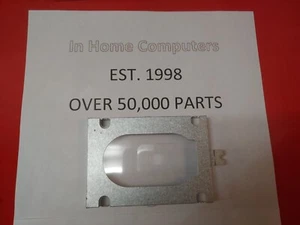 In Home Computers
EST. 1998
OVER 50,000 PARTS